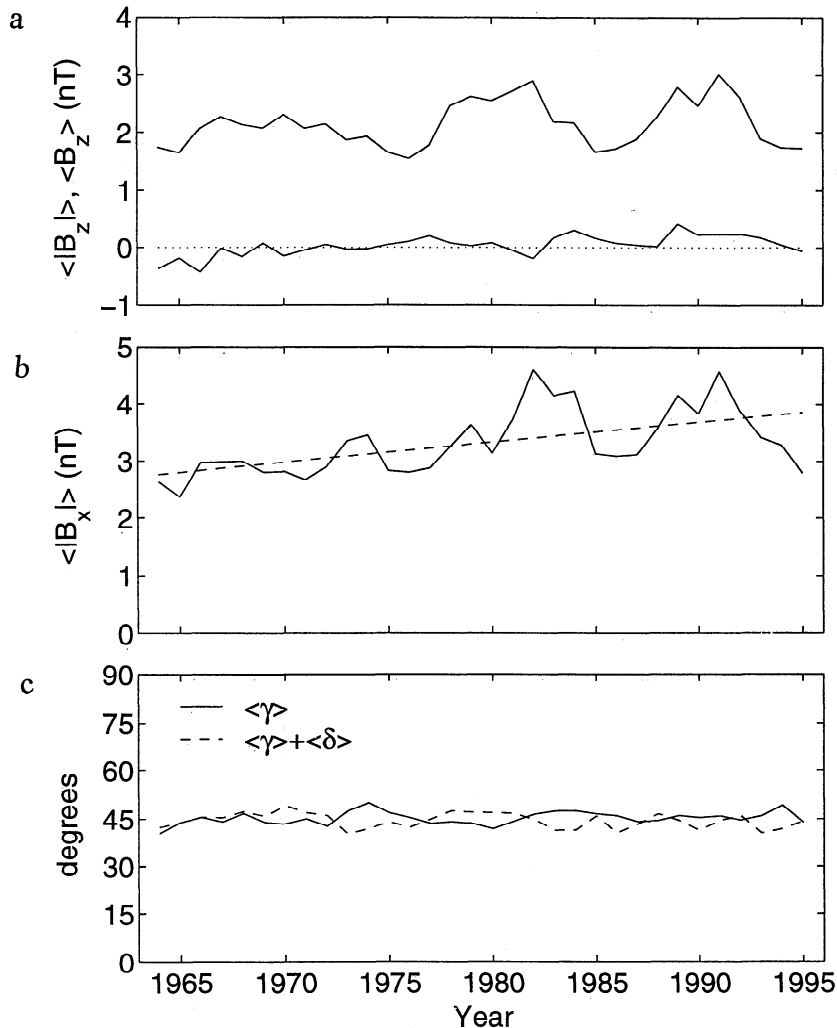 a
<|B_z|>, <B_z> (nT)
4
3
2
1
0
−1
b
<|B_x|> (nT)
5
4
3
2
1
0
c
degrees
90
75
60
45
30
15
0
<γ>
<γ>+<δ>
1965 1970 1975 1980 1985 1990 1995
Year